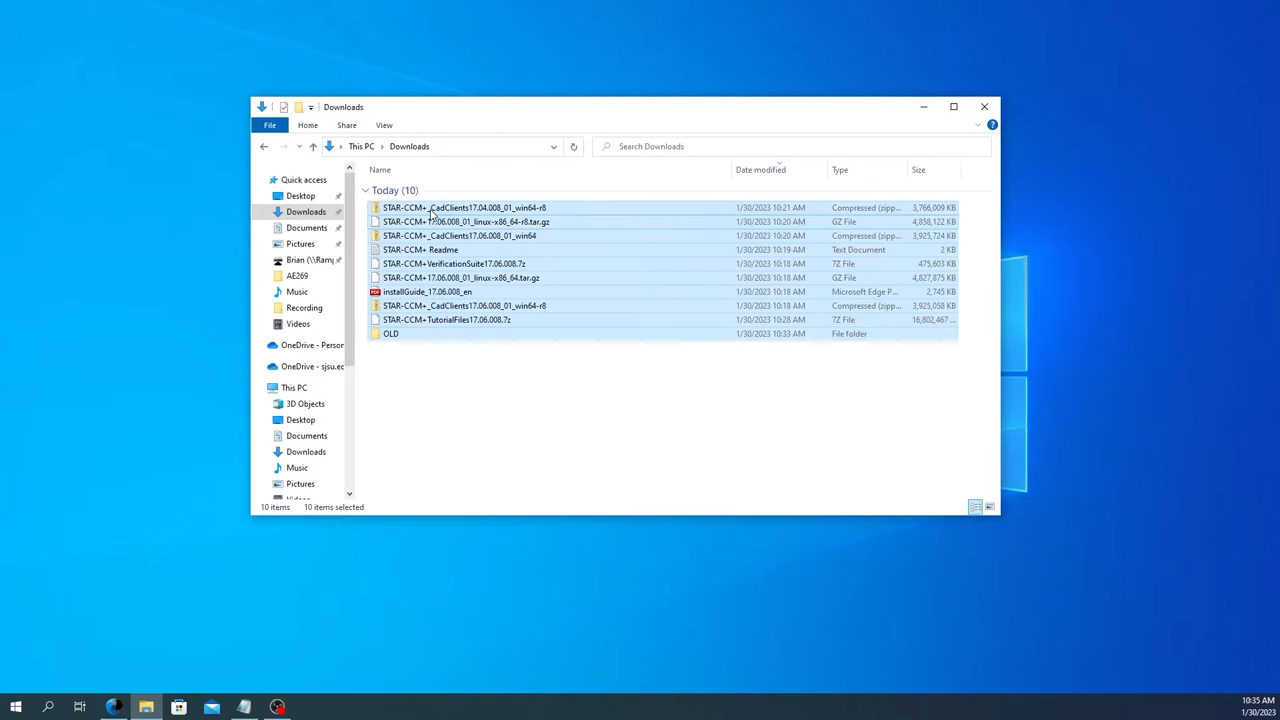 Downloads
File Home Share View
This PC Downloads
Search Downloads
Name Date modified Type Size
Today (10)
STAR-CCM+_CadClients17.04.008_01_win64-r8 1/30/2023 10:21 AM Compressed (zipp... 3,766,009 KB
STAR-CCM+17.06.008_01_linux-x86_64-r8.tar.gz 1/30/2023 10:20 AM GZ File 4,858,122 KB
STAR-CCM+_CadClients17.06.008_01_win64 1/30/2023 10:20 AM Compressed (zipp... 3,925,724 KB
STAR-CCM+ Readme 1/30/2023 10:19 AM Text Document 2 KB
STAR-CCM+VerificationSuite17.06.008.7z 1/30/2023 10:18 AM 7Z File 475,603 KB
STAR-CCM+17.06.008_01_linux-x86_64.tar.gz 1/30/2023 10:18 AM GZ File 4,827,875 KB
installGuide_17.06.008_en 1/30/2023 10:18 AM Microsoft Edge P... 2,745 KB
STAR-CCM+_CadClients17.06.008_01_win64-r8 1/30/2023 10:18 AM Compressed (zipp... 3,925,058 KB
STAR-CCM+TutorialFiles17.06.008.7z 1/30/2023 10:28 AM 7Z File 16,802,467 ...
OLD 1/30/2023 10:33 AM File folder
Quick access
Desktop
Downloads
Documents
Pictures
Brian (\\Ramp
AE269
Music
Recording
Videos
OneDrive - Person
OneDrive - sjsu.ec
This PC
3D Objects
Desktop
Documents
Downloads
Music
Pictures
Videos
10 items 10 items selected
10:35 AM
1/30/2023